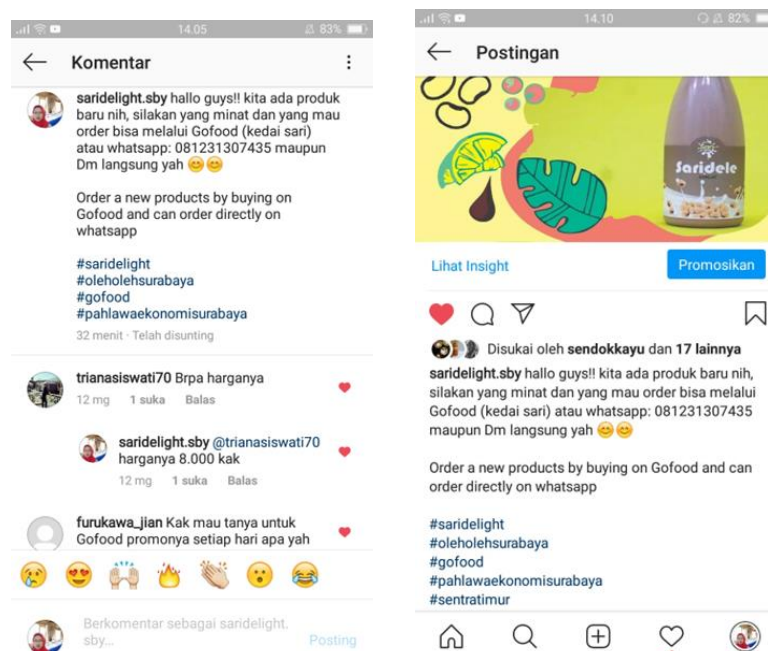 14.05
83%
Komentar
saridelight.sby hallo guys!! kita ada produk
baru nih, silakan yang minat dan yang mau
order bisa melalui Gofood (kedai sari)
atau whatsapp: 081231307435 maupun
Dm langsung yah 😊😊
Order a new products by buying on
Gofood and can order directly on
whatsapp
#saridelight
#oleholehsurabaya
#gofood
#pahlawaekonomisurabaya
32 menit · Telah disunting
trianasiswati70 Brpa harganya
12 mg 1 suka Balas
saridelight.sby @trianasiswati70
harganya 8.000 kak
12 mg 1 suka Balas
furukawa_jian Kak mau tanya untuk
Gofood promonya setiap hari apa yah
Berkomentar sebagai saridelight.
sby...
Posting
14.10
82%
Postingan
Saridele
Lihat Insight
Promosikan
Disukai oleh sendokkayu dan 17 lainnya
saridelight.sby hallo guys!! kita ada produk baru nih,
silakan yang minat dan yang mau order bisa melalui
Gofood (kedai sari) atau whatsapp: 081231307435
maupun Dm langsung yah 😊😊
Order a new products by buying on Gofood and can
order directly on whatsapp
#saridelight
#oleholehsurabaya
#gofood
#pahlawaekonomisurabaya
#sentratimur